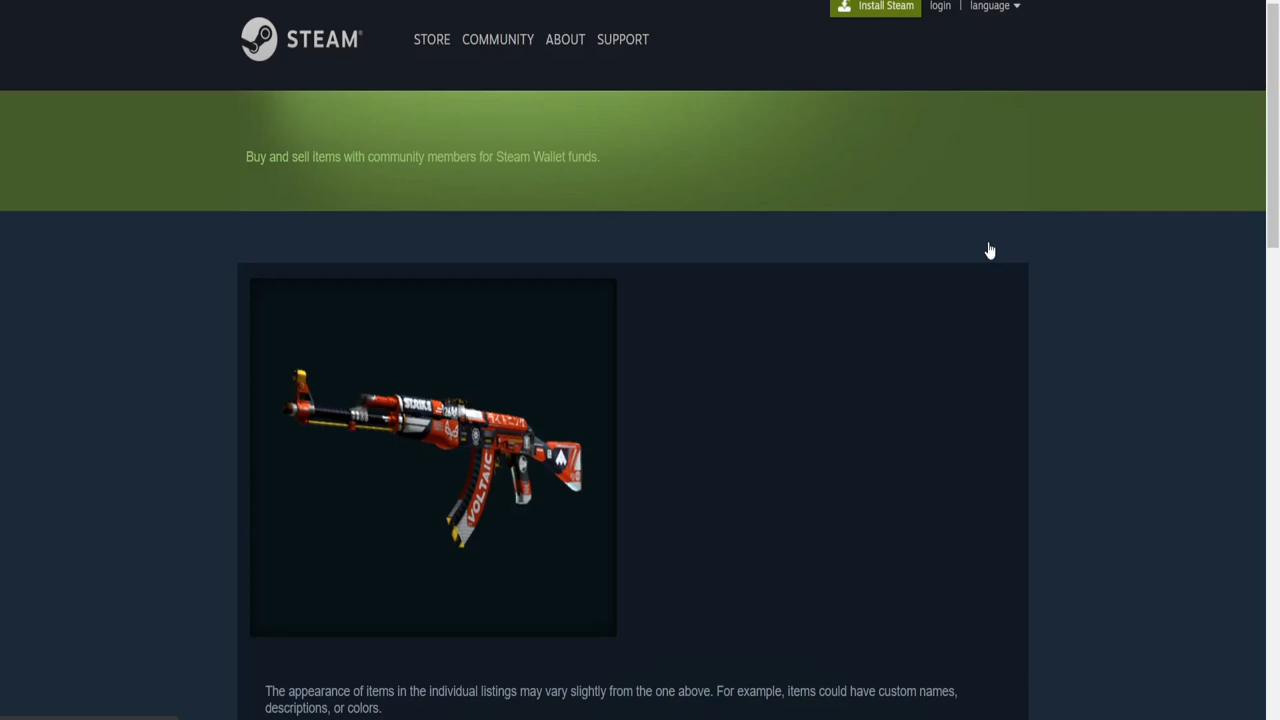 Install Steam login | language
STEAM®
STORE COMMUNITY ABOUT SUPPORT
Buy and sell items with community members for Steam Wallet funds.
STRIKE
VOLTAIC
The appearance of items in the individual listings may vary slightly from the one above. For example, items could have custom names,
descriptions, or colors.